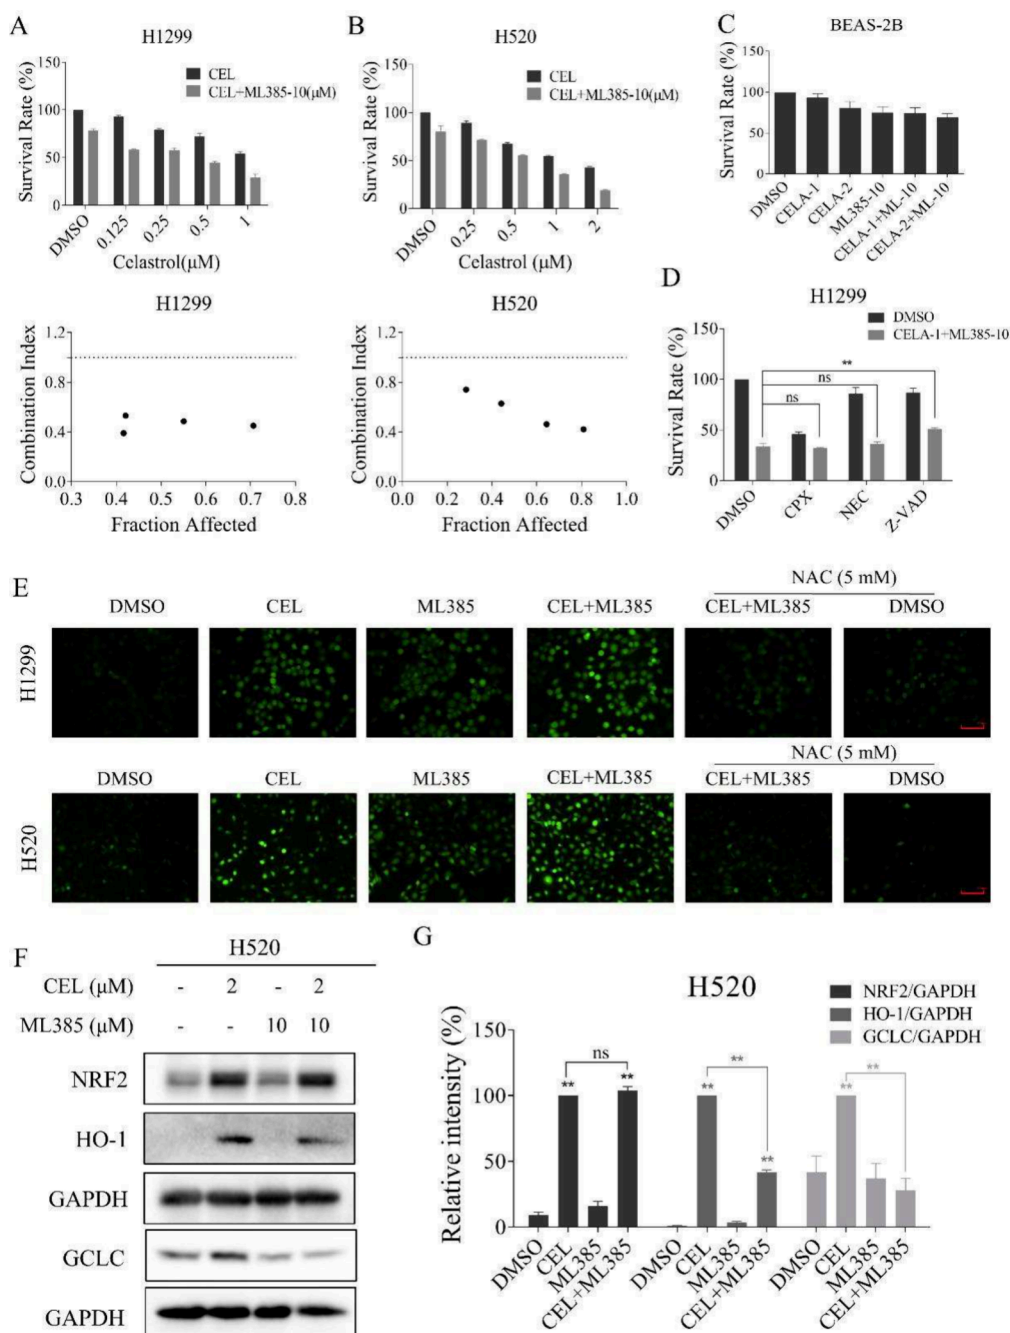 A
H1299
Survival Rate (%)
150
100
50
0
CEL
CEL+ML385-10(μM)
DMSO
0.125
0.25
0.5
1
Celastrol(μM)
B
H520
Survival Rate (%)
150
100
50
0
CEL
CEL+ML385-10(μM)
DMSO
0.25
0.5
1
2
Celastrol (μM)
C
BEAS-2B
Survival Rate (%)
150
100
50
0
DMSO
CELA-1
CELA-2
ML385-10
CELA-1+ML-10
CELA-2+ML-10
H1299
Combination Index
1.2
0.8
0.4
0.0
0.3
0.4
0.5
0.6
0.7
0.8
Fraction Affected
H520
Combination Index
1.2
0.8
0.4
0.0
0.0
0.2
0.4
0.6
0.8
1.0
Fraction Affected
D
H1299
DMSO
CELA-1+ML385-10
Survival Rate (%)
150
100
50
0
**
ns
ns
DMSO
CPX
NEC
Z-VAD
E
NAC (5 mM)
DMSO
CEL
ML385
CEL+ML385
CEL+ML385
DMSO
H1299
NAC (5 mM)
DMSO
CEL
ML385
CEL+ML385
CEL+ML385
DMSO
H520
F
H520
CEL (μM) - 2 - 2
ML385 (μM) - - 10 10
NRF2
HO-1
GAPDH
GCLC
GAPDH
G
H520
NRF2/GAPDH
HO-1/GAPDH
GCLC/GAPDH
Relative intensity (%)
150
100
50
0
ns
**
**
**
**
**
**
**
DMSO
CEL
ML385
CEL+ML385
DMSO
CEL
ML385
CEL+ML385
DMSO
CEL
ML385
CEL+ML385